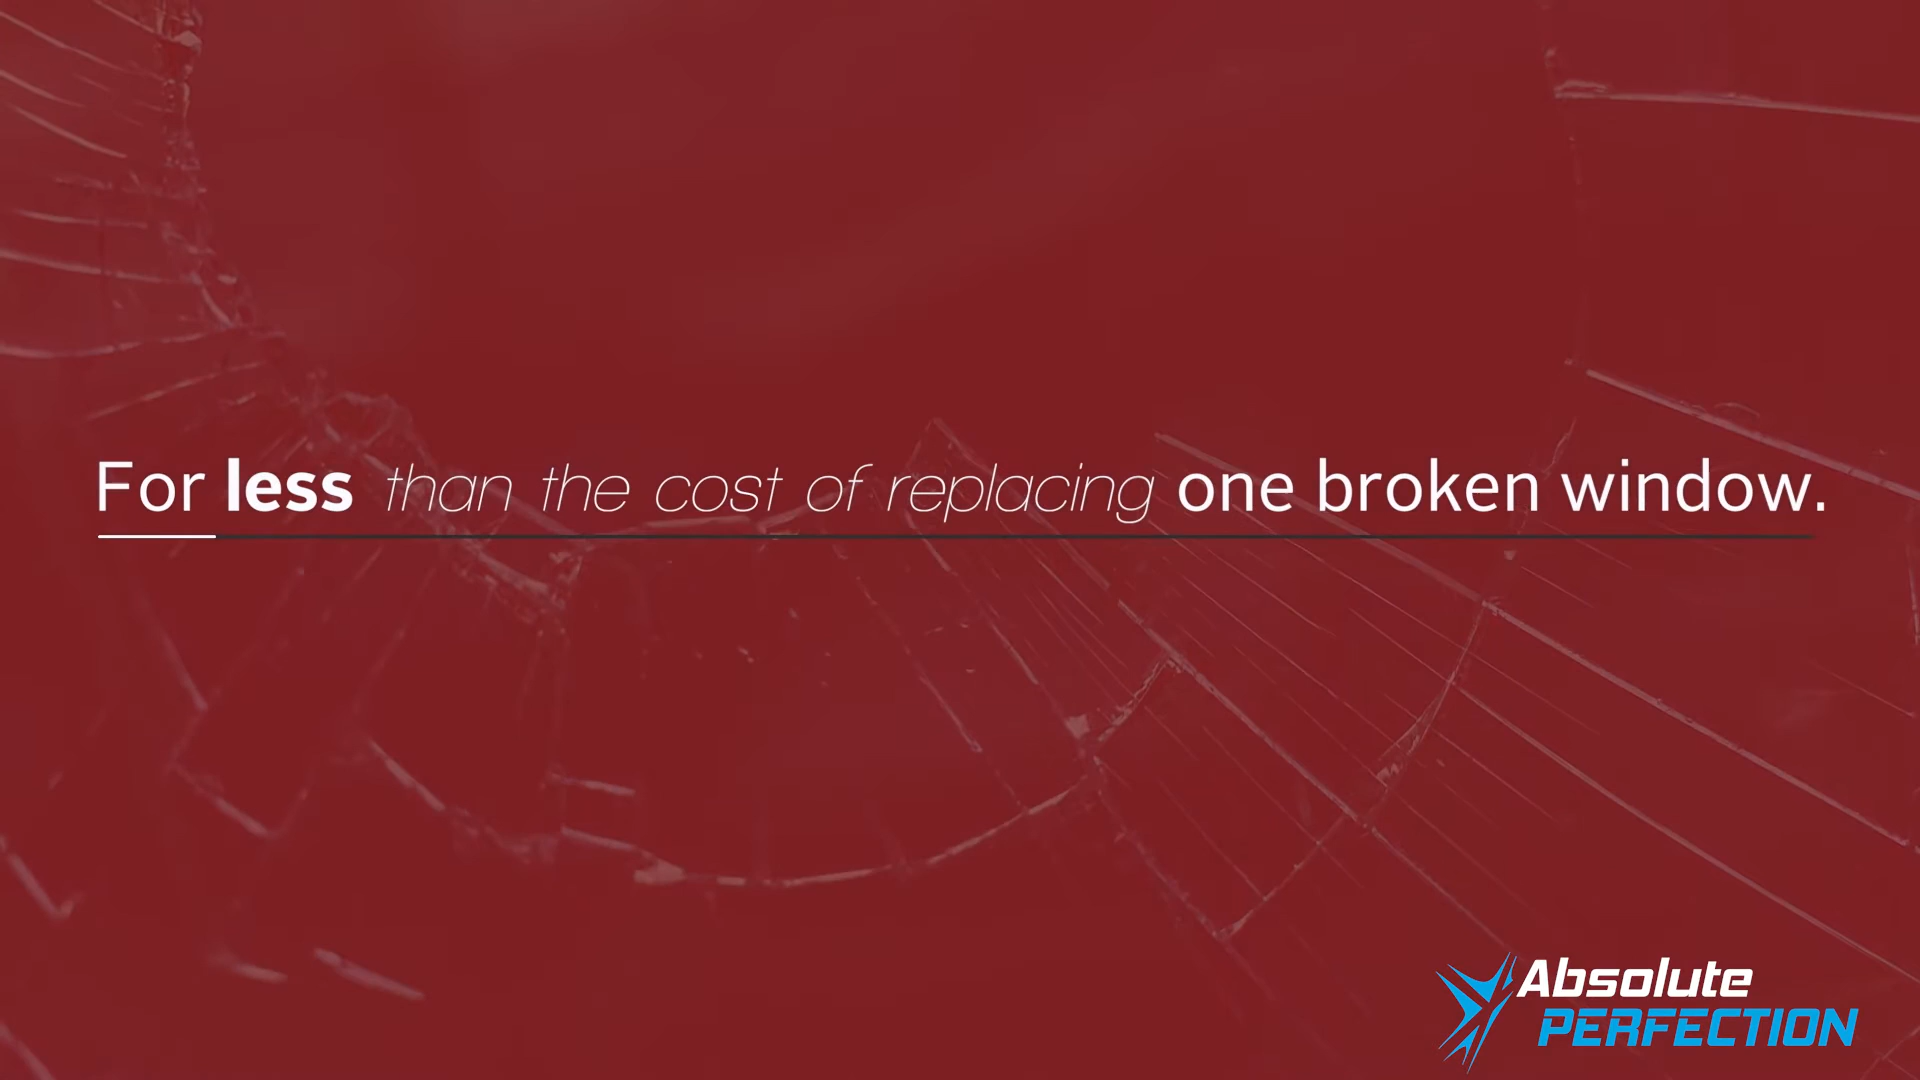 For less than the cost of replacing one broken window.
Absolute
PERFECTION